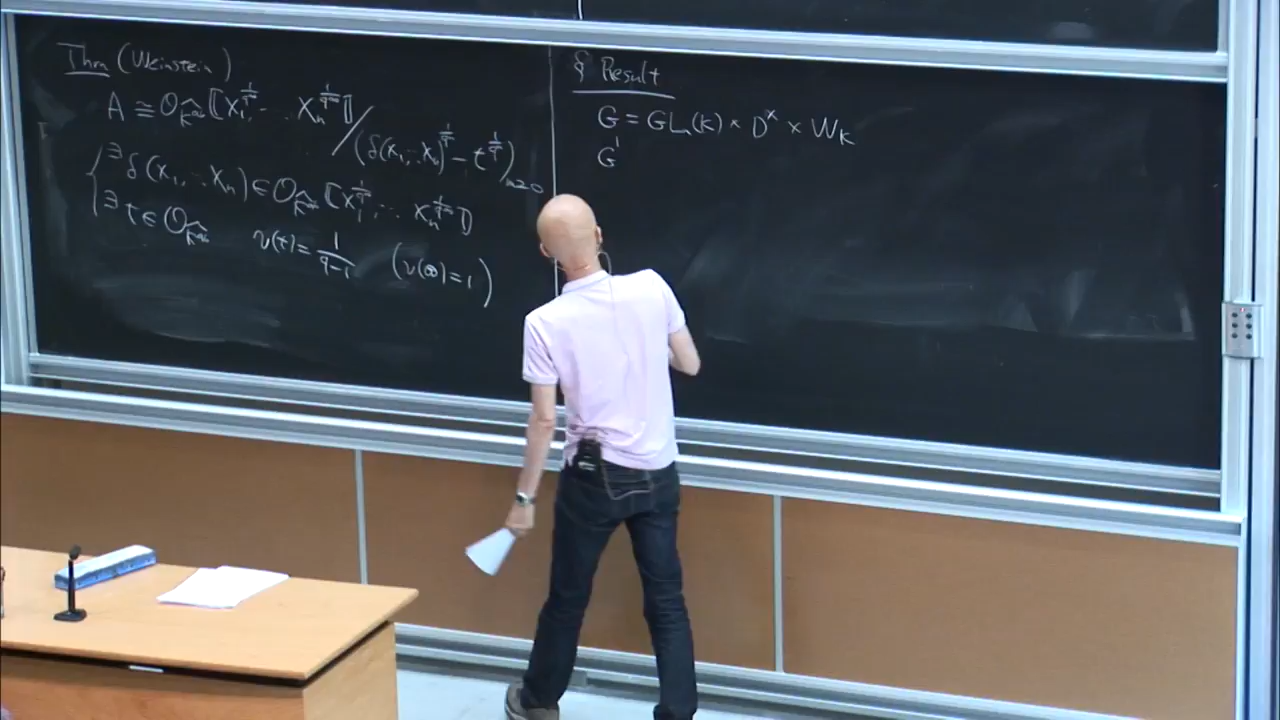 Thm (Weinstein)
A ≅ O_{\hat{K}^{ab}} [[ X_1^{1/q^∞}, ... X_n^{1/q^∞} ]] / (δ(X_1, ... X_n)^{1/q^m} - t^{1/q^m})_{m≥0}
∃ δ(X_1, ... X_n) ∈ O_{\hat{K}^{ab}} [[ X_1^{1/q^∞}, ... X_n^{1/q^∞} ]]
∃ t ∈ O_{\hat{K}^{ab}} v(t) = 1/(q-1) (v(ϖ) = 1)
§ Result
G = GL_n(K) × D^× × W_K
G^1